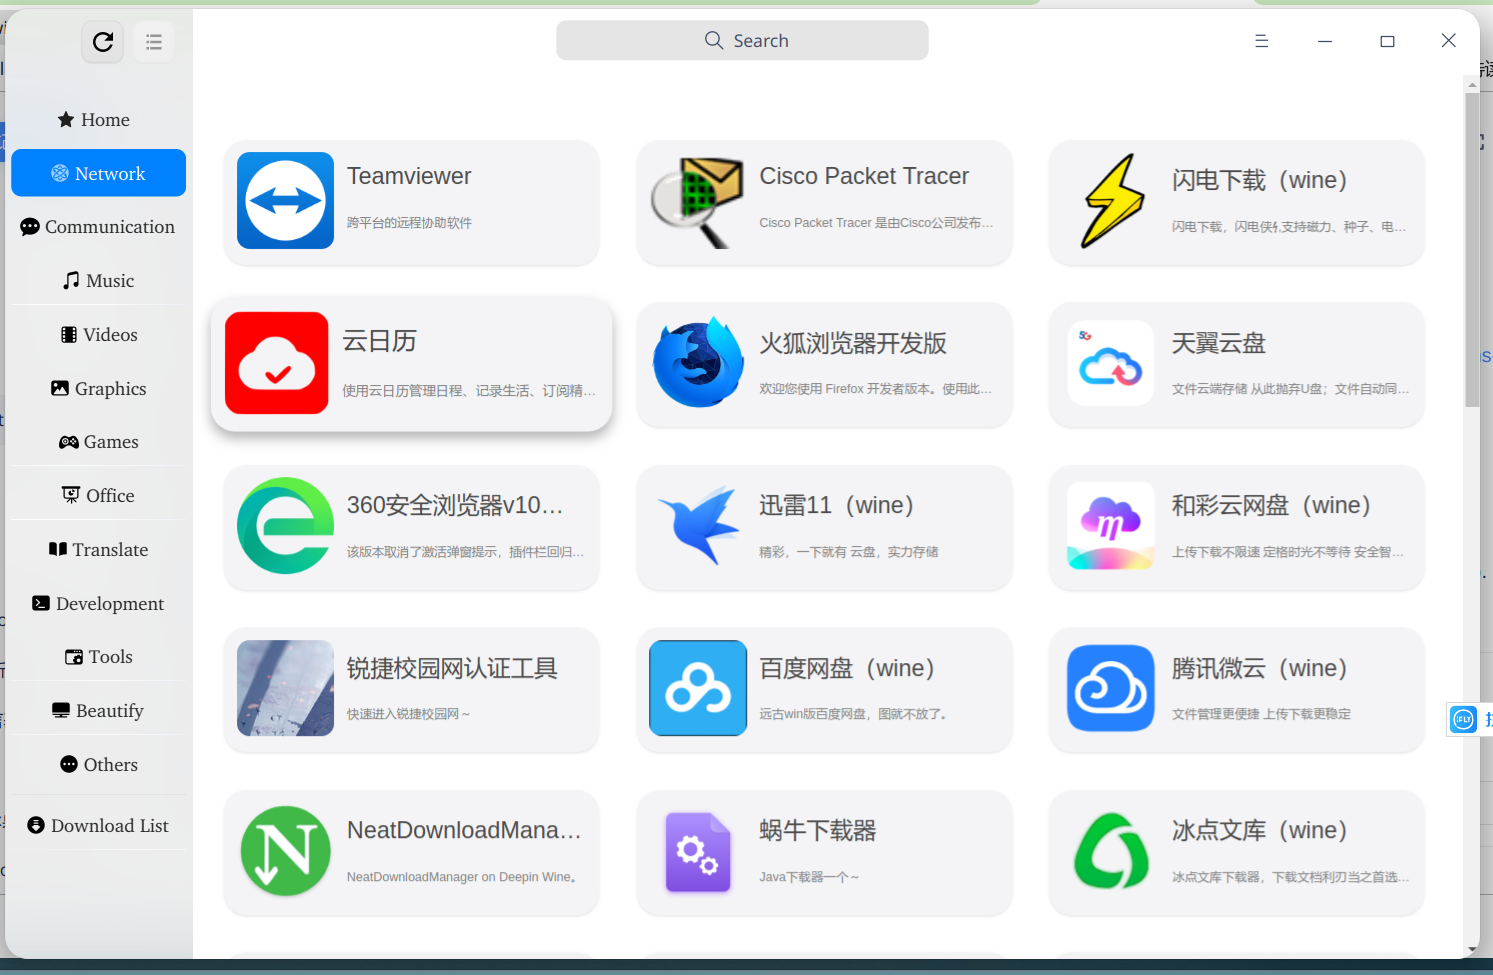 Search
Home
Network
Communication
Music
Videos
Graphics
Games
Office
Translate
Development
Tools
Beautify
Others
Download List
Teamviewer
跨平台的远程协助软件
Cisco Packet Tracer
Cisco Packet Tracer 是由Cisco公司发布...
闪电下载（wine）
闪电下载，闪电侠⚡,支持磁力、种子、电...
云日历
使用云日历管理日程、记录生活、订阅精...
火狐浏览器开发版
欢迎您使用 Firefox 开发者版本。使用此...
5G
天翼云盘
文件云端存储 从此抛弃U盘；文件自动同...
360安全浏览器v10...
该版本取消了激活弹窗提示，插件栏回归...
迅雷11（wine）
精彩，一下就有 云盘，实力存储
m
和彩云网盘（wine）
上传下载不限速 定格时光不等待 安全智...
锐捷校园网认证工具
快速进入锐捷校园网～
百度网盘（wine）
远古win版百度网盘，图就不放了。
腾讯微云（wine）
文件管理更便捷 上传下载更稳定
iFLY
N
NeatDownloadMana...
NeatDownloadManager on Deepin Wine。
蜗牛下载器
Java下载器一个～
冰点文库（wine）
冰点文库下载器，下载文档利刃当之首选...